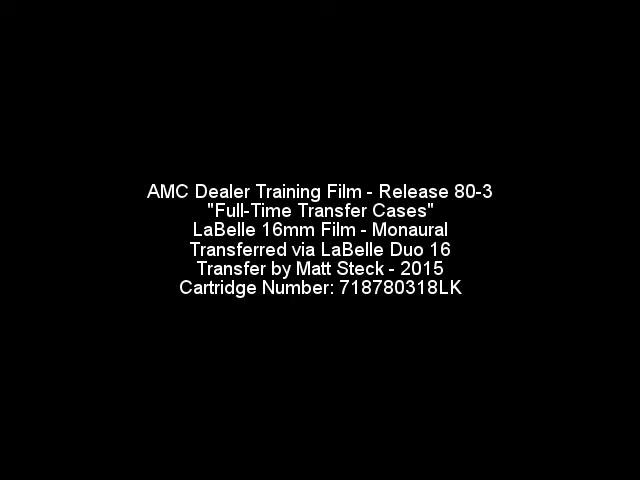 AMC Dealer Training Film - Release 80-3
"Full-Time Transfer Cases"
LaBelle 16mm Film - Monaural
Transferred via LaBelle Duo 16
Transfer by Matt Steck - 2015
Cartridge Number: 718780318LK